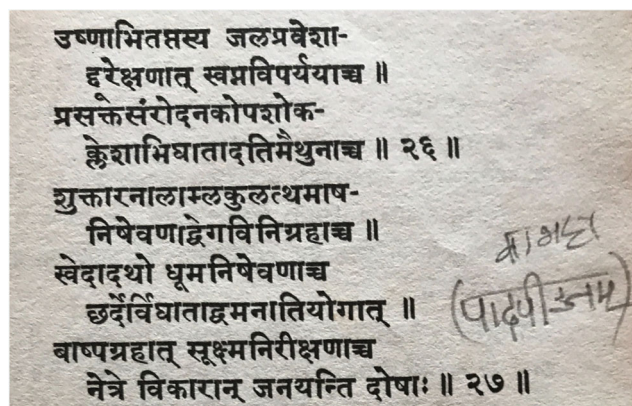 उष्णाभितप्तस्य जलप्रवेशा-
द्दूरेक्षणात् स्वप्नविपर्ययाच्च ॥
प्रसक्तसंरोदनकोपशोक-
क्लेशाभिघातादतिमैथुनाच्च ॥ २६ ॥
शुक्तारनालाम्लकुलत्थमाष-
निषेवणाद्वेगविनिग्रहाच्च ॥
स्वेदादथो धूमनिषेवणाच्च
छर्देर्विघाताद्वमनातियोगात् ॥
बाष्पग्रहात् सूक्ष्मनिरीक्षणाच्च
नेत्रे विकारान् जनयन्ति दोषाः ॥ २७ ॥